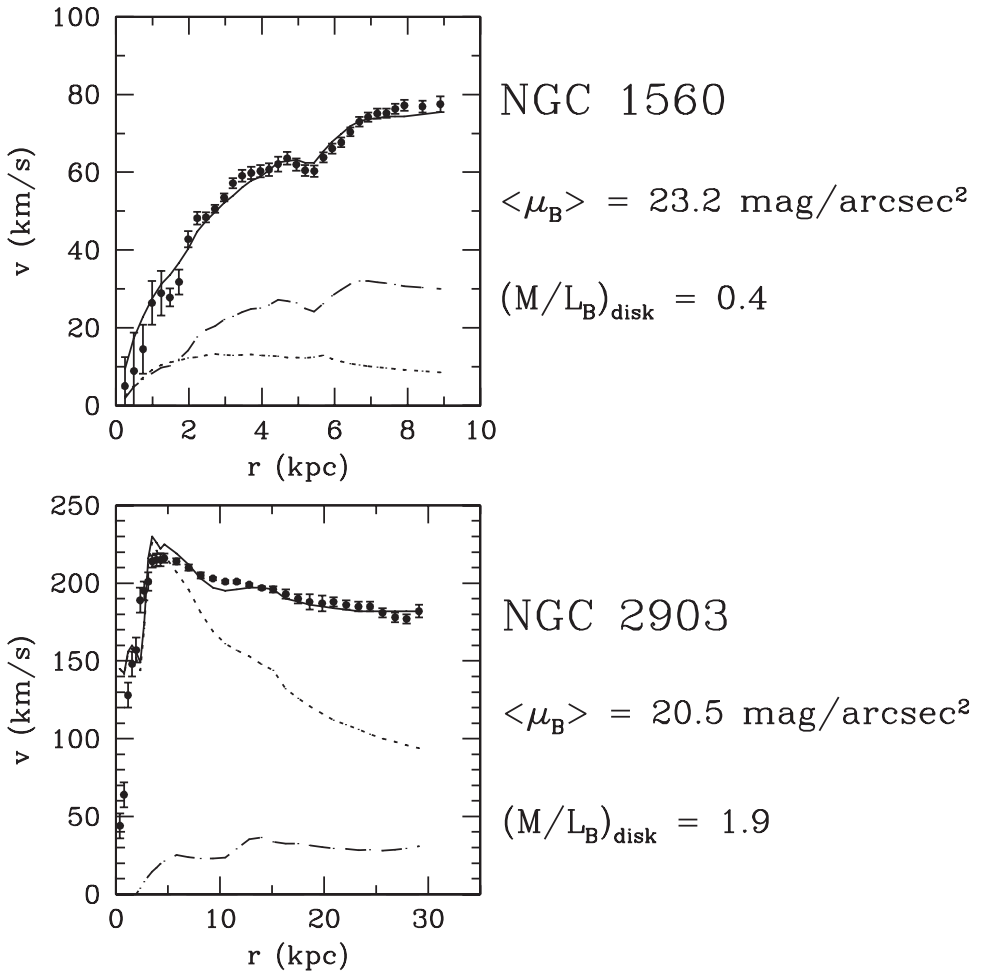 100
80
60
40
20
0
v (km/s)
0 2 4 6 8 10
r (kpc)
NGC 1560
<μB> = 23.2 mag/arcsec²
(M/LB)disk = 0.4
250
200
150
100
50
0
v (km/s)
0 10 20 30
r (kpc)
NGC 2903
<μB> = 20.5 mag/arcsec²
(M/LB)disk = 1.9